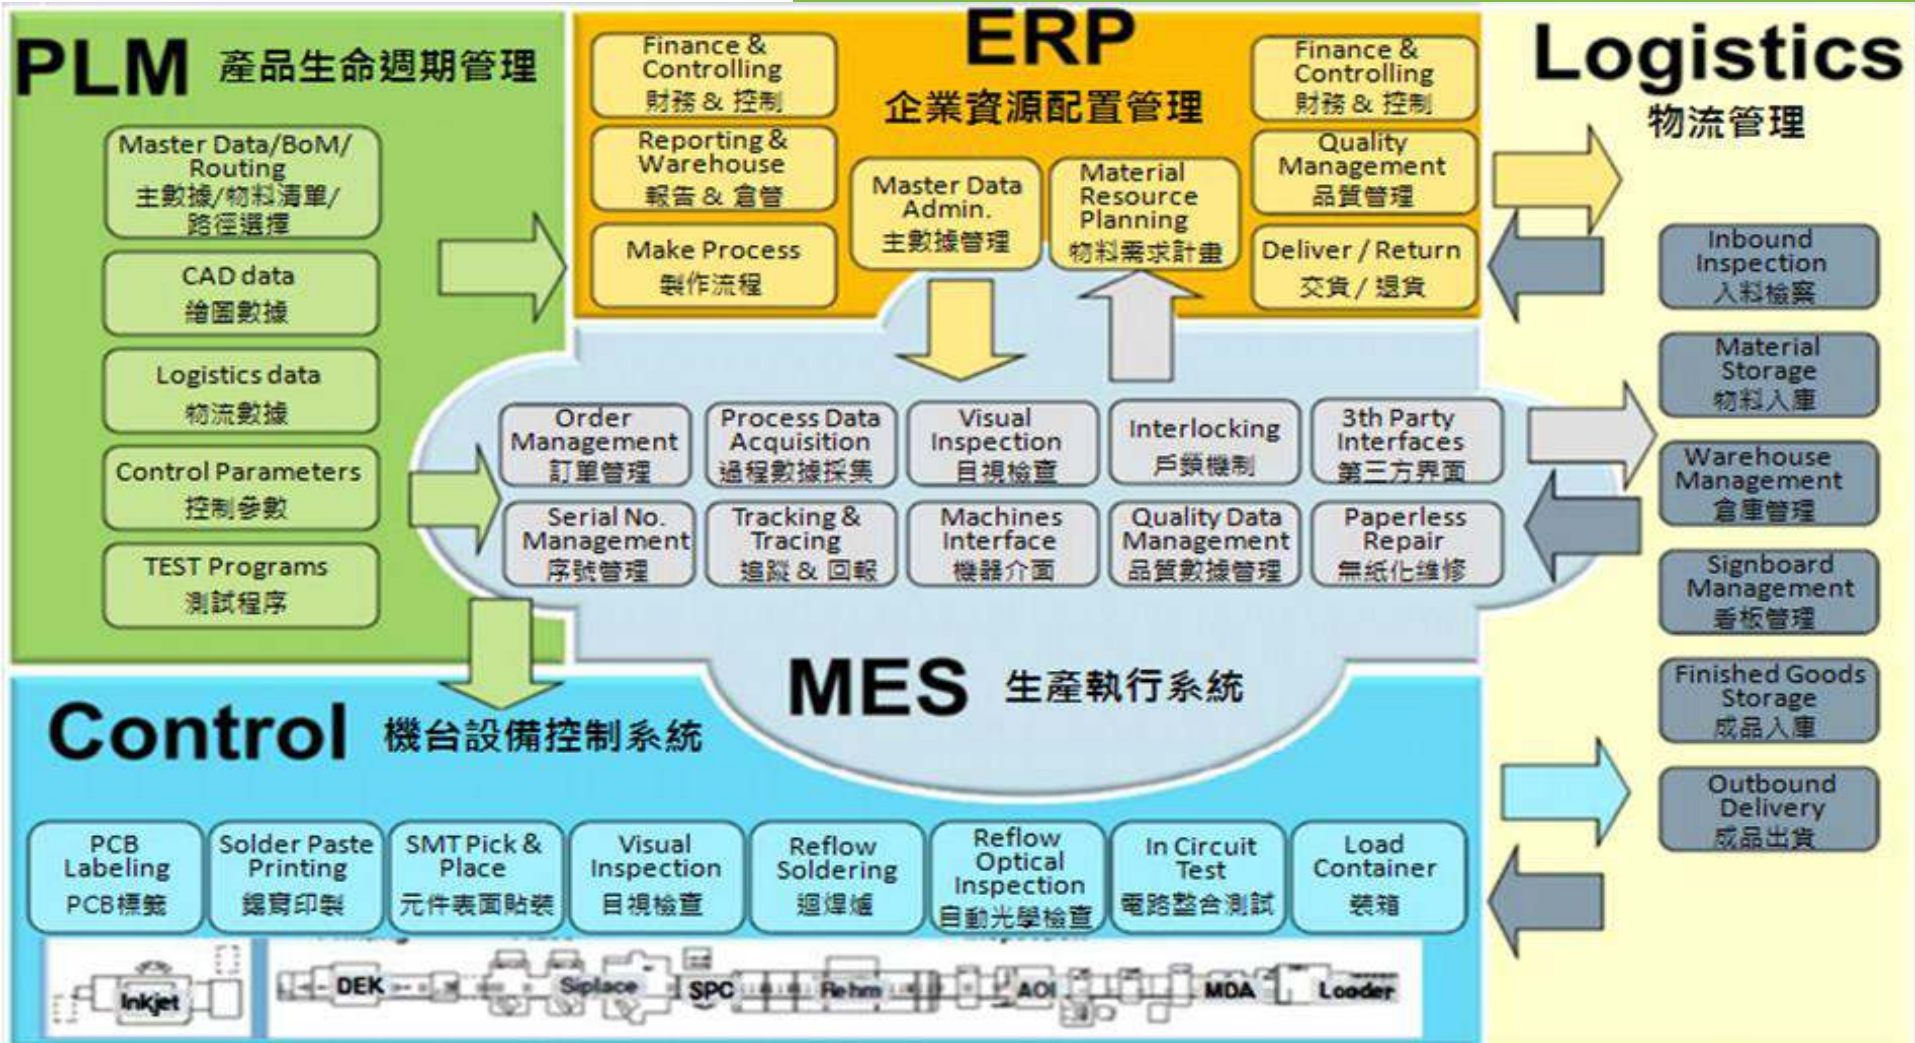 PLM 產品生命週期管理
Master Data/BoM/
Routing
主數據/物料清單/
路徑選擇
CAD data
繪圖數據
Logistics data
物流數據
Control Parameters
控制參數
TEST Programs
測試程序
ERP
企業資源配置管理
Finance &
Controlling
財務 & 控制
Reporting &
Warehouse
報告 & 倉管
Make Process
製作流程
Master Data
Admin.
主數據管理
Material
Resource
Planning
物料需求計畫
Finance &
Controlling
財務 & 控制
Quality
Management
品質管理
Deliver / Return
交貨 / 退貨
Logistics
物流管理
Inbound
Inspection
入料檢案
Material
Storage
物料入庫
Warehouse
Management
倉庫管理
Signboard
Management
看板管理
Finished Goods
Storage
成品入庫
Outbound
Delivery
成品出貨
Order
Management
訂單管理
Process Data
Acquisition
過程數據採集
Visual
Inspection
目視檢查
Interlocking
戶鎖機制
3th Party
Interfaces
第三方界面
Serial No.
Management
序號管理
Tracking &
Tracing
追蹤 & 回報
Machines
Interface
機器介面
Quality Data
Management
品質數據管理
Paperless
Repair
無紙化維修
MES 生產執行系統
Control 機台設備控制系統
PCB
Labeling
PCB標籤
Solder Paste
Printing
錫膏印製
SMT Pick &
Place
元件表面貼裝
Visual
Inspection
目視檢查
Reflow
Soldering
迴焊爐
Reflow
Optical
Inspection
自動光學檢查
In Circuit
Test
電路整合測試
Load
Container
裝箱
Inkjet
DEK
Siplace
SPC
Rehm
AOI
MDA
Loader